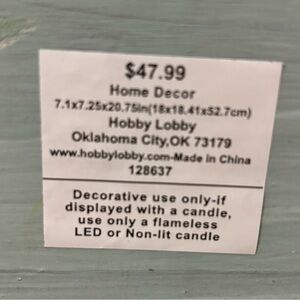 $47.99
Home Decor
7.1x7.25x20.75in(18x18.41x52.7cm)
Hobby Lobby
Oklahoma City,OK 73179
www.hobbylobby.com-Made in China
128637
Decorative use only-if
displayed with a candle,
use only a flameless
LED or Non-lit candle